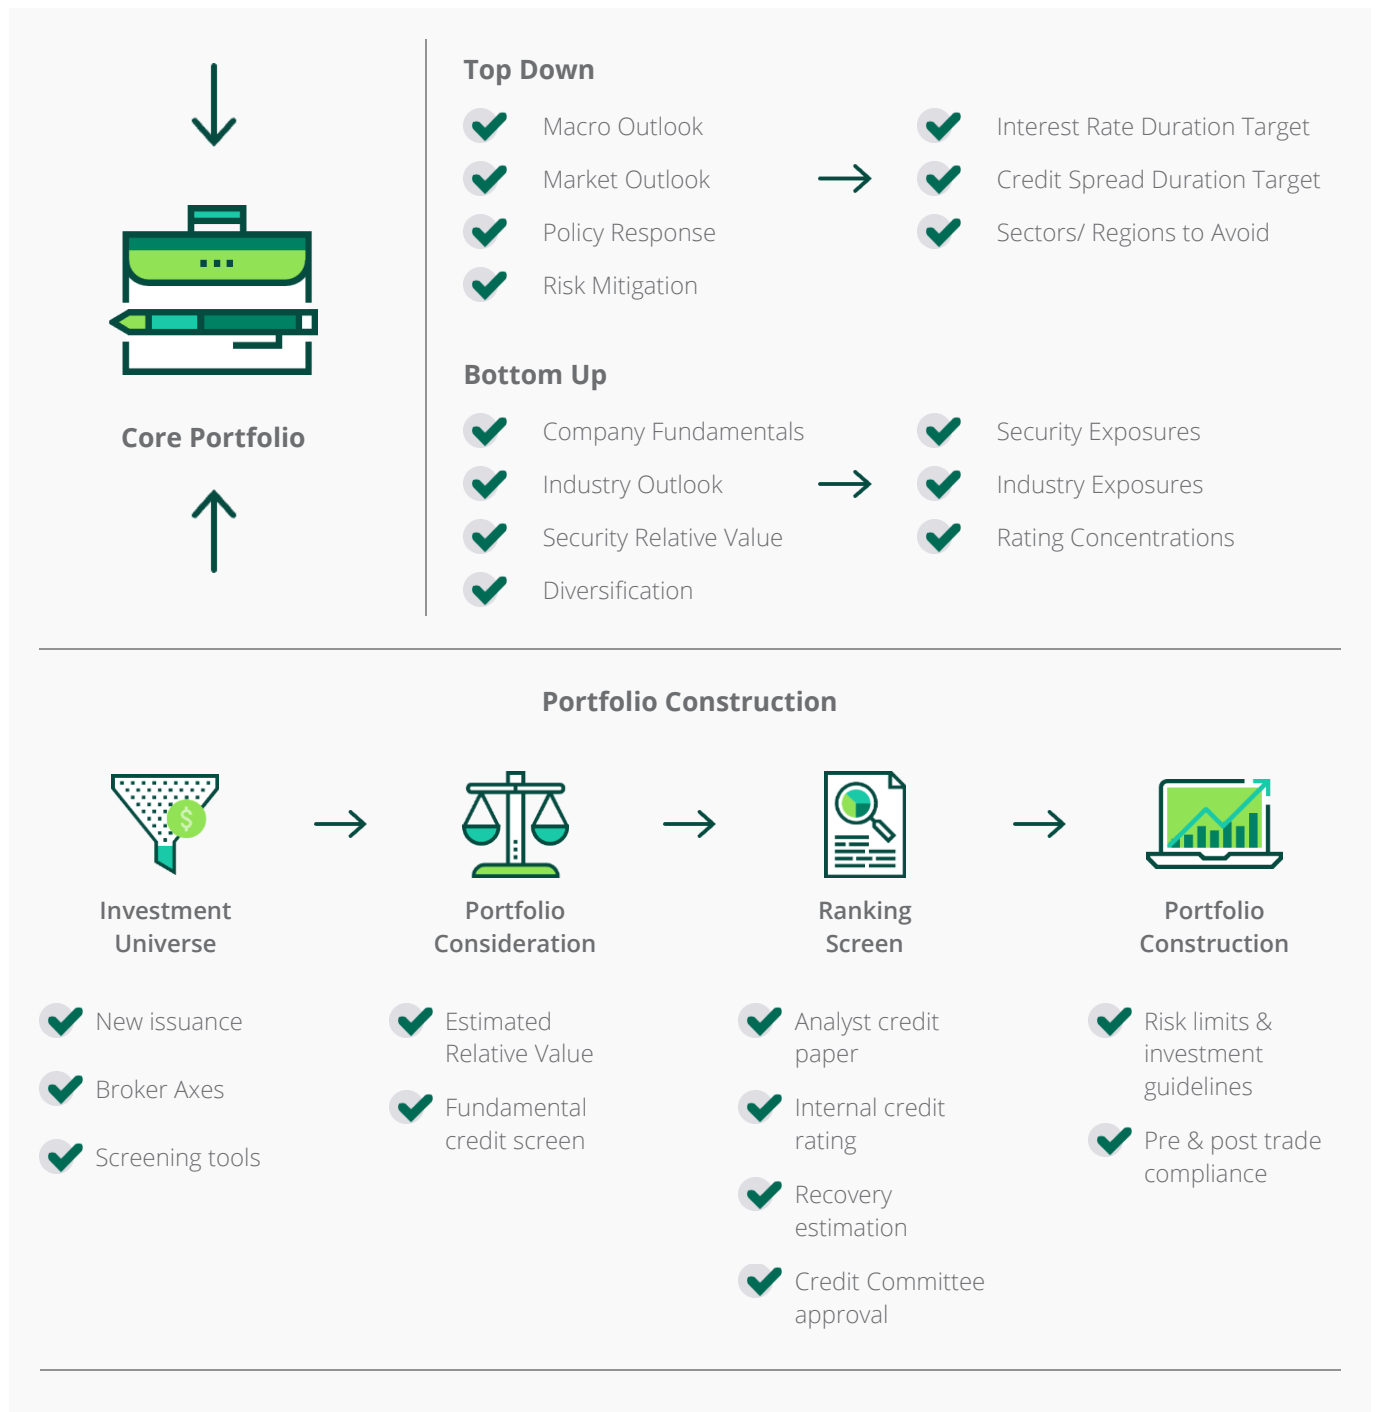 Top Down
Macro Outlook
Market Outlook
Policy Response
Risk Mitigation
Interest Rate Duration Target
Credit Spread Duration Target
Sectors/ Regions to Avoid
Core Portfolio
Bottom Up
Company Fundamentals
Industry Outlook
Security Relative Value
Diversification
Security Exposures
Industry Exposures
Rating Concentrations
Portfolio Construction
Investment
Universe
New issuance
Broker Axes
Screening tools
Portfolio
Consideration
Estimated
Relative Value
Fundamental
credit screen
Ranking
Screen
Analyst credit
paper
Internal credit
rating
Recovery
estimation
Credit Committee
approval
Portfolio
Construction
Risk limits &
investment
guidelines
Pre & post trade
compliance